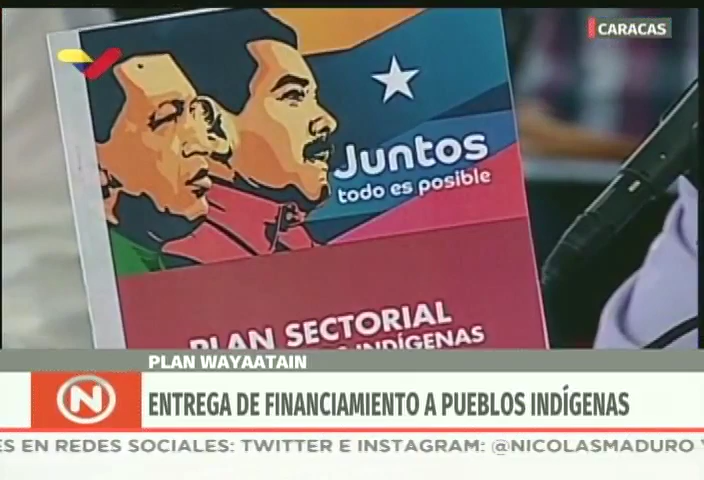 CARACAS
Juntos
todo es posible
PLAN SECTORIAL
INDÍGENAS
PLAN WAYAATAIN
N
ENTREGA DE FINANCIAMIENTO A PUEBLOS INDÍGENAS
ES EN REDES SOCIALES: TWITTER E INSTAGRAM: @NICOLASMADURO Y